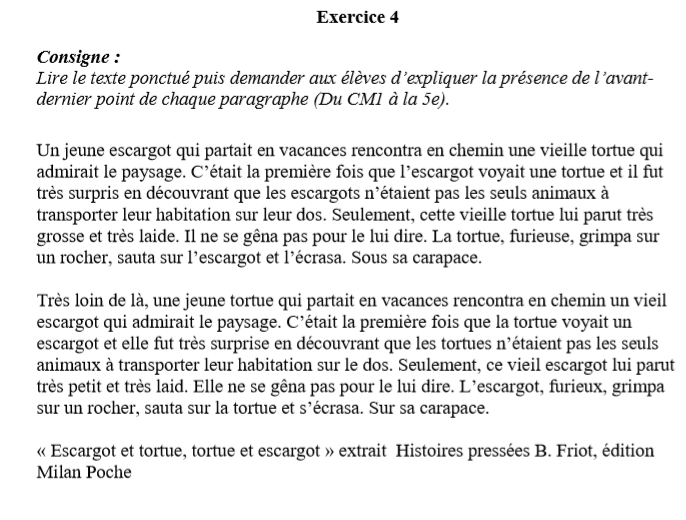 Exercice 4
Consigne :
Lire le texte ponctué puis demander aux élèves d'expliquer la présence de l'avant-
dernier point de chaque paragraphe (Du CM1 à la 5e).
Un jeune escargot qui partait en vacances rencontra en chemin une vieille tortue qui
admirait le paysage. C'était la première fois que l'escargot voyait une tortue et il fut
très surpris en découvrant que les escargots n'étaient pas les seuls animaux à
transporter leur habitation sur leur dos. Seulement, cette vieille tortue lui parut très
grosse et très laide. Il ne se gêna pas pour le lui dire. La tortue, furieuse, grimpa sur
un rocher, sauta sur l'escargot et l'écrasa. Sous sa carapace.
Très loin de là, une jeune tortue qui partait en vacances rencontra en chemin un vieil
escargot qui admirait le paysage. C'était la première fois que la tortue voyait un
escargot et elle fut très surprise en découvrant que les tortues n'étaient pas les seuls
animaux à transporter leur habitation sur le dos. Seulement, ce vieil escargot lui parut
très petit et très laid. Elle ne se gêna pas pour le lui dire. L'escargot, furieux, grimpa
sur un rocher, sauta sur la tortue et s'écrasa. Sur sa carapace.
« Escargot et tortue, tortue et escargot » extrait  Histoires pressées B. Friot, édition
Milan Poche